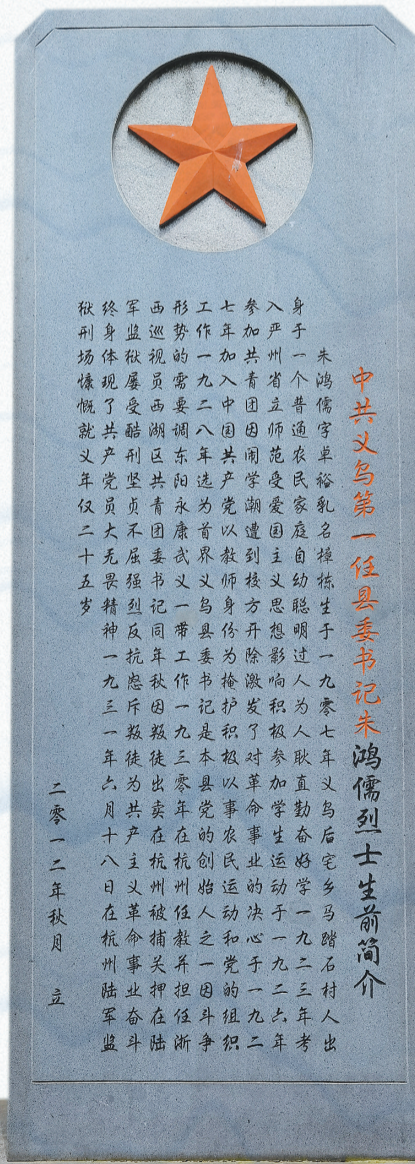 中共义乌第一任县委书记朱鸿儒烈士生前简介
朱鸿儒字卓裕乳名樟栋生于一九零七年义乌后宅乡马踏石村人出
身于一个普通农民家庭自幼聪明过人为人耿直勤奋好学一九二三年考
入严州省立师范受爱国主义思想影响积极参加学生运动于一九二六年
参加共青团因闹学潮遭到校方开除激发了对革命事业的决心于一九二
七年加入中国共产党以教师身份为掩护积极以事农民运动和党的组织
工作一九二八年选为首界义乌县委书记是本县党的创始人之一因斗争
形势的需要调东阳永康武义一带工作一九三零年在杭州任教并担任浙
西巡视员西湖区共青团委书记同年秋因叛徒出卖在杭州被捕关押在陆
军监狱屡受酷刑坚贞不屈强烈反抗怒斥叛徒为共产主义革命事业奋斗
终身体现了共产党员大无畏精神一九三一年六月十八日在杭州陆军监
狱刑场慷慨就义年仅二十五岁
二零一二年秋月 立